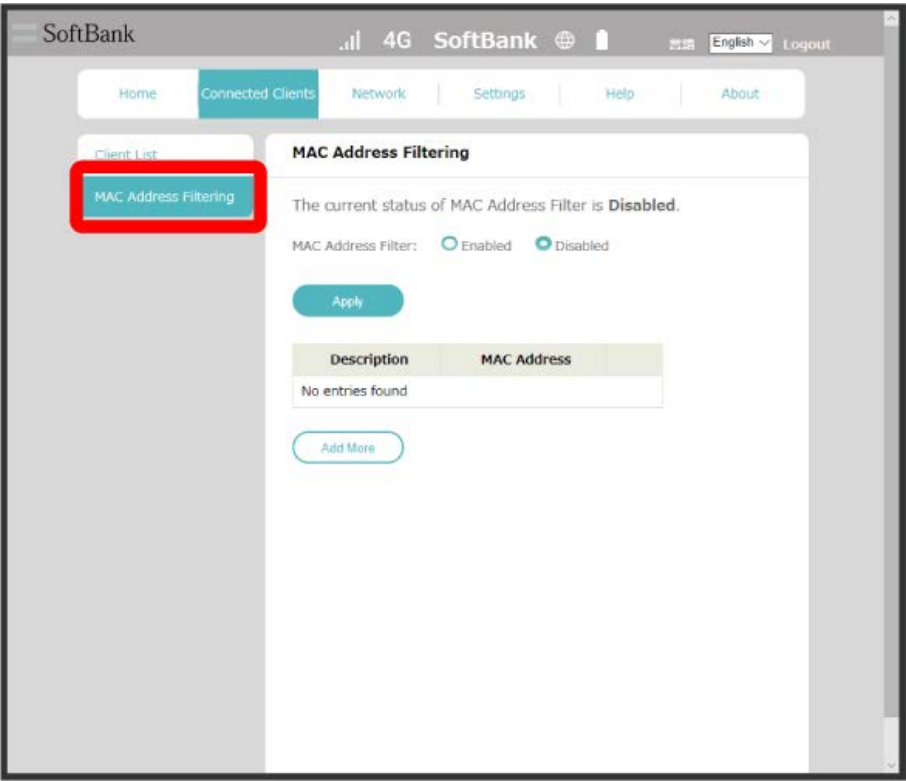 SoftBank
4G SoftBank
言語 English Logout
Home Connected Clients Network Settings Help About
Client List
MAC Address Filtering
MAC Address Filtering
The current status of MAC Address Filter is Disabled.
MAC Address Filter: Enabled Disabled
Apply
Description MAC Address
No entries found
Add More